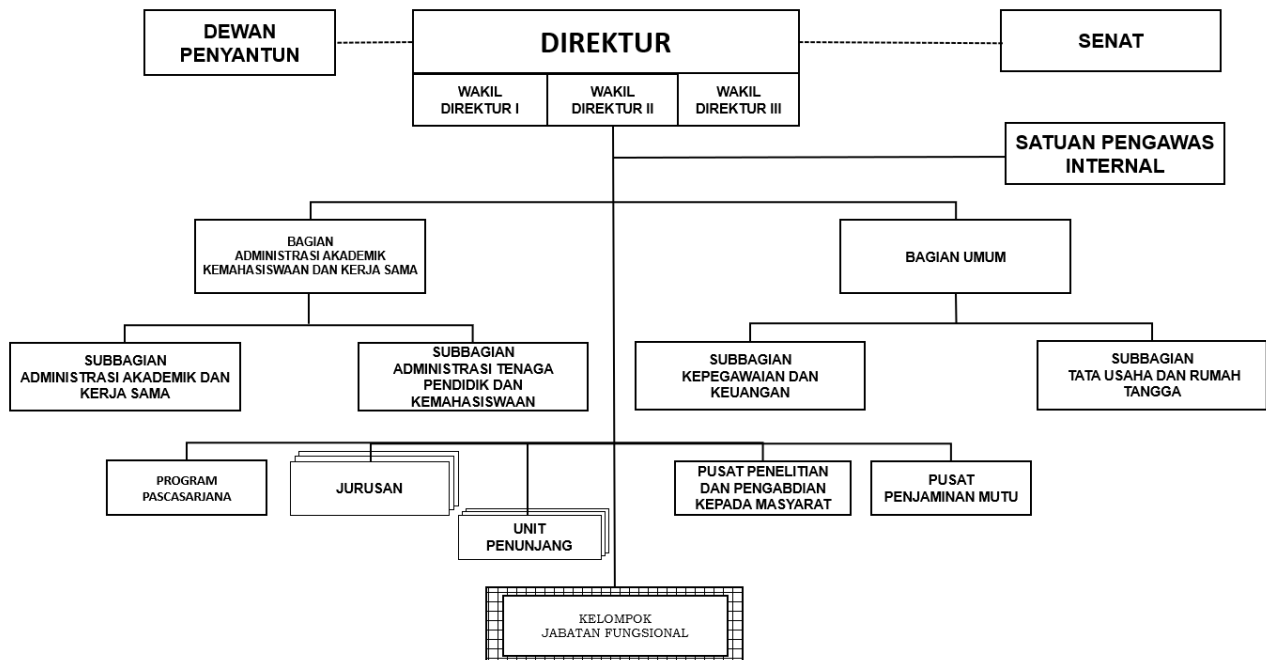 DEWAN
PENYANTUN
DIREKTUR
SENAT
WAKIL
DIREKTUR I
WAKIL
DIREKTUR II
WAKIL
DIREKTUR III
SATUAN PENGAWAS
INTERNAL
BAGIAN
ADMINISTRASI AKADEMIK
KEMAHASISWAAN DAN KERJA SAMA
BAGIAN UMUM
SUBBAGIAN
ADMINISTRASI AKADEMIK DAN
KERJA SAMA
SUBBAGIAN
ADMINISTRASI TENAGA
PENDIDIK DAN
KEMAHASISWAAN
SUBBAGIAN
KEPEGAWAIAN DAN
KEUANGAN
SUBBAGIAN
TATA USAHA DAN RUMAH
TANGGA
PROGRAM
PASCASARJANA
JURUSAN
UNIT
PENUNJANG
PUSAT PENELITIAN
DAN PENGABDIAN
KEPADA MASYARAT
PUSAT
PENJAMINAN MUTU
KELOMPOK
JABATAN FUNGSIONAL